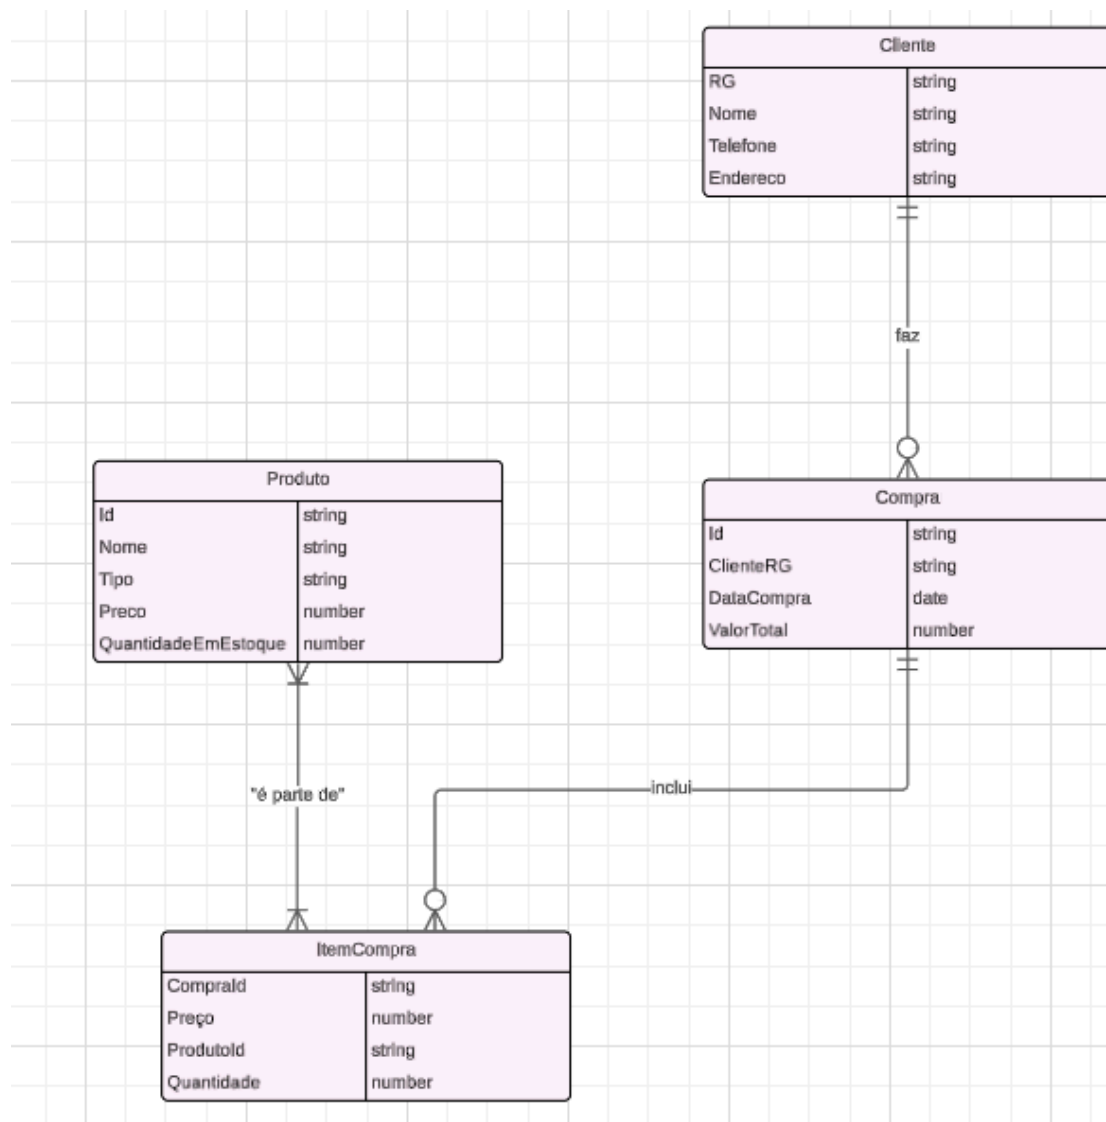 Cliente
RG string
Nome string
Telefone string
Endereco string
faz
Produto
Id string
Nome string
Tipo string
Preco number
QuantidadeEmEstoque number
Compra
Id string
ClienteRG string
DataCompra date
ValorTotal number
"é parte de"
inclui
ItemCompra
CompraId string
Preço number
ProdutoId string
Quantidade number